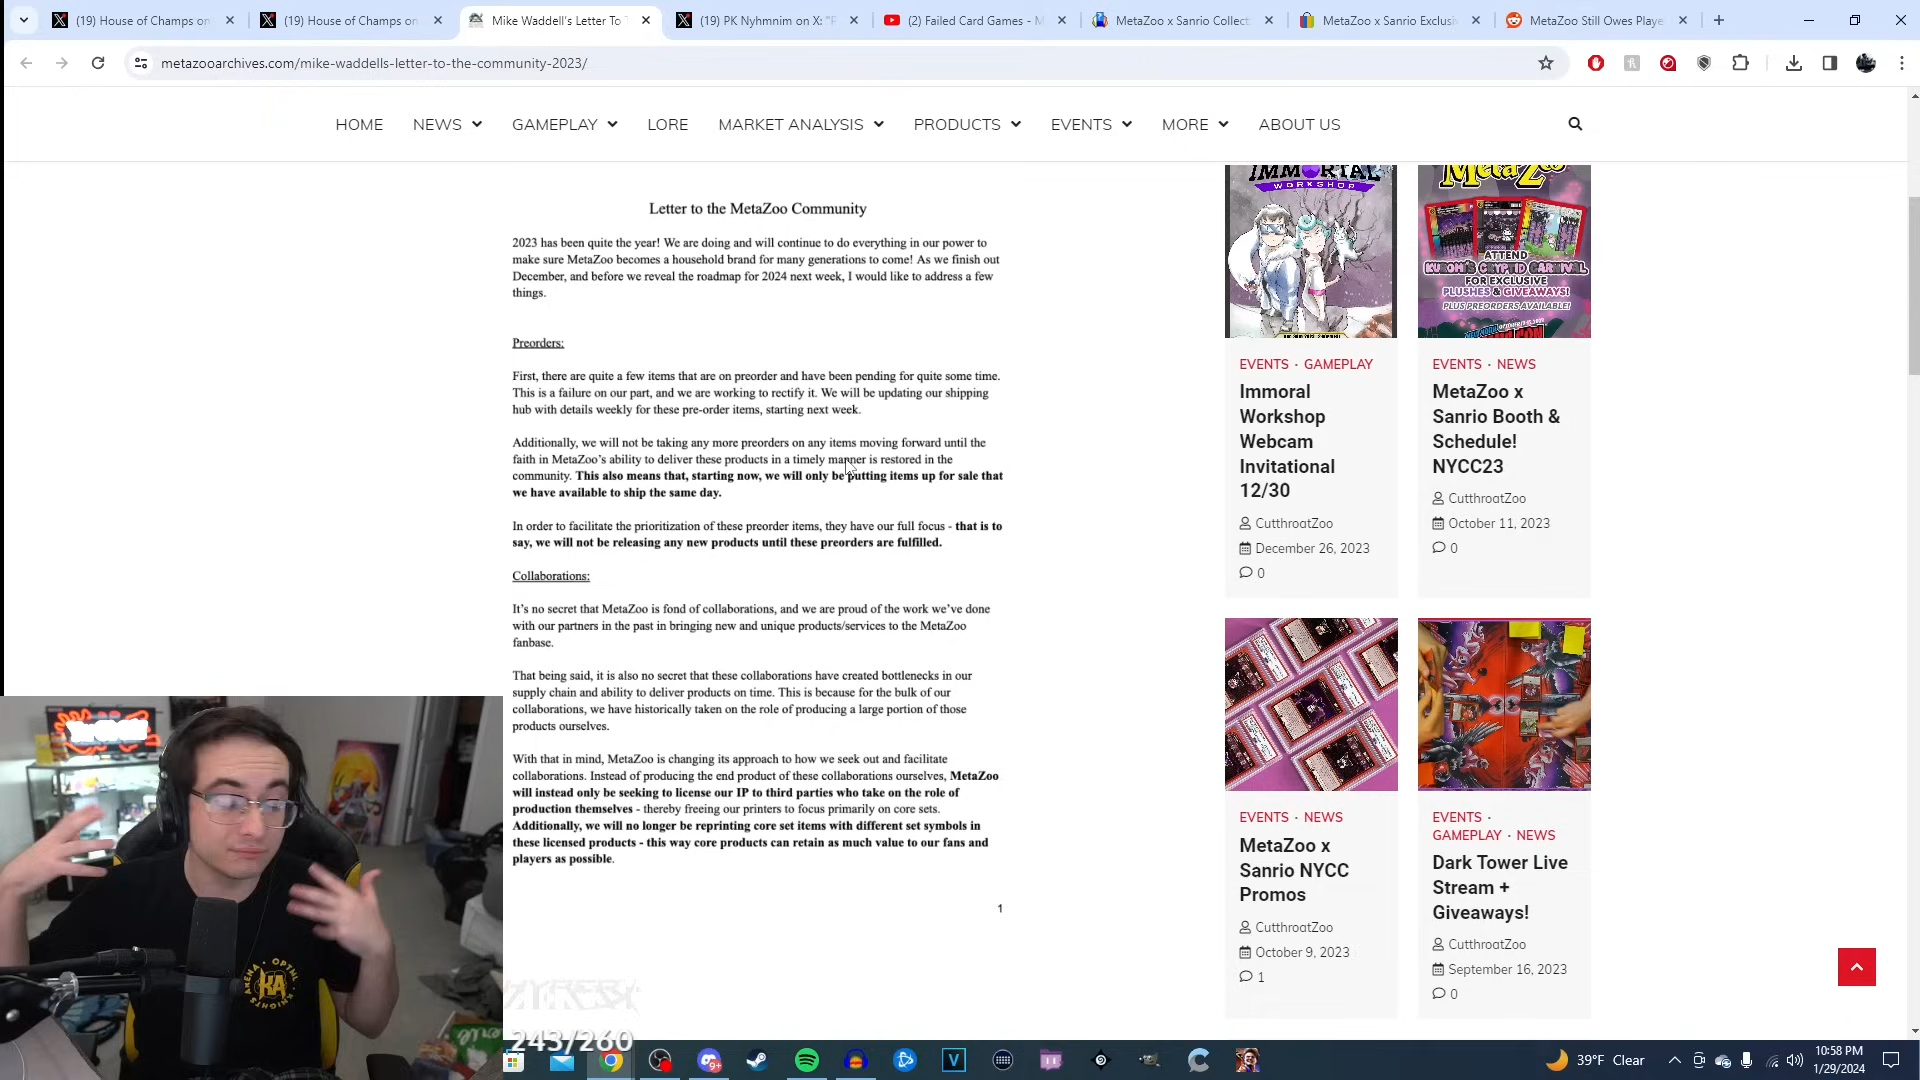 (19) House of Champs on
(19) House of Champs on
Mike Waddell's Letter To T
(19) PK Nyhmnim on X: "F
(2) Failed Card Games - M
MetaZoo x Sanrio Collect
MetaZoo x Sanrio Exclusiv
MetaZoo Still Owes Playe
metazooarchives.com/mike-waddells-letter-to-the-community-2023/
HOME
NEWS
GAMEPLAY
LORE
MARKET ANALYSIS
PRODUCTS
EVENTS
MORE
ABOUT US
Letter to the MetaZoo Community
2023 has been quite the year! We are doing and will continue to do everything in our power to
make sure MetaZoo becomes a household brand for many generations to come! As we finish out
December, and before we reveal the roadmap for 2024 next week, I would like to address a few
things.
Preorders:
First, there are quite a few items that are on preorder and have been pending for quite some time.
This is a failure on our part, and we are working to rectify it. We will be updating our shipping
hub with details weekly for these pre-order items, starting next week.
Additionally, we will not be taking any more preorders on any items moving forward until the
faith in MetaZoo's ability to deliver these products in a timely manner is restored in the
community. This also means that, starting now, we will only be putting items up for sale that
we have available to ship the same day.
In order to facilitate the prioritization of these preorder items, they have our full focus - that is to
say, we will not be releasing any new products until these preorders are fulfilled.
Collaborations:
It's no secret that MetaZoo is fond of collaborations, and we are proud of the work we've done
with our partners in the past in bringing new and unique products/services to the MetaZoo
fanbase.
That being said, it is also no secret that these collaborations have created bottlenecks in our
supply chain and ability to deliver products on time. This is because for the bulk of our
collaborations, we have historically taken on the role of producing a large portion of those
products ourselves.
With that in mind, MetaZoo is changing its approach to how we seek out and facilitate
collaborations. Instead of producing the end product of these collaborations ourselves, MetaZoo
will instead only be seeking to license our IP to third parties who take on the role of
production themselves - thereby freeing our printers to focus primarily on core sets.
Additionally, we will no longer be reprinting core set items with different set symbols in
these licensed products - this way core products can retain as much value to our fans and
players as possible.
1
IMMORTAL
WORKSHOP
EVENTS · GAMEPLAY
Immoral
Workshop
Webcam
Invitational
12/30
CutthroatZoo
December 26, 2023
0
MetaZoo
ATTEND
KUROMI'S CRYPTID CARNIVAL
FOR EXCLUSIVE
PLUSHES & GIVEAWAYS!
PLUS PREORDERS AVAILABLE!
EVENTS · NEWS
MetaZoo x
Sanrio Booth &
Schedule!
NYCC23
CutthroatZoo
October 11, 2023
0
EVENTS · NEWS
MetaZoo x
Sanrio NYCC
Promos
CutthroatZoo
October 9, 2023
1
EVENTS ·
GAMEPLAY · NEWS
Dark Tower Live
Stream +
Giveaways!
CutthroatZoo
September 16, 2023
0
KNIGHTS ARENA · OPTML
KA
243/260
9+
V
39°F Clear
10:58 PM
1/29/2024